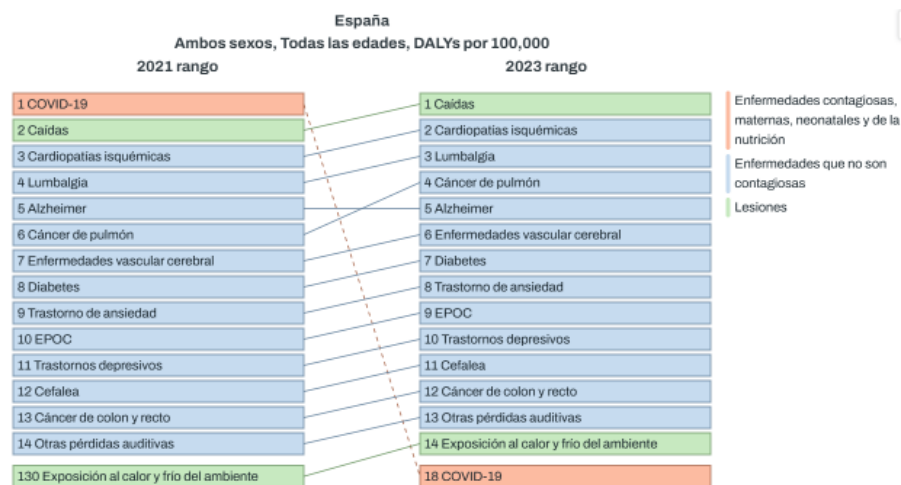 España
Ambos sexos, Todas las edades, DALYs por 100,000
2021 rango
2023 rango
1 COVID-19
2 Caídas
3 Cardiopatías isquémicas
4 Lumbalgia
5 Alzheimer
6 Cáncer de pulmón
7 Enfermedades vascular cerebral
8 Diabetes
9 Trastorno de ansiedad
10 EPOC
11 Trastornos depresivos
12 Cefalea
13 Cáncer de colon y recto
14 Otras pérdidas auditivas
130 Exposición al calor y frío del ambiente
1 Caídas
2 Cardiopatías isquémicas
3 Lumbalgia
4 Cáncer de pulmón
5 Alzheimer
6 Enfermedades vascular cerebral
7 Diabetes
8 Trastorno de ansiedad
9 EPOC
10 Trastornos depresivos
11 Cefalea
12 Cáncer de colon y recto
13 Otras pérdidas auditivas
14 Exposición al calor y frío del ambiente
18 COVID-19
Enfermedades contagiosas,
maternas, neonatales y de la
nutrición
Enfermedades que no son
contagiosas
Lesiones